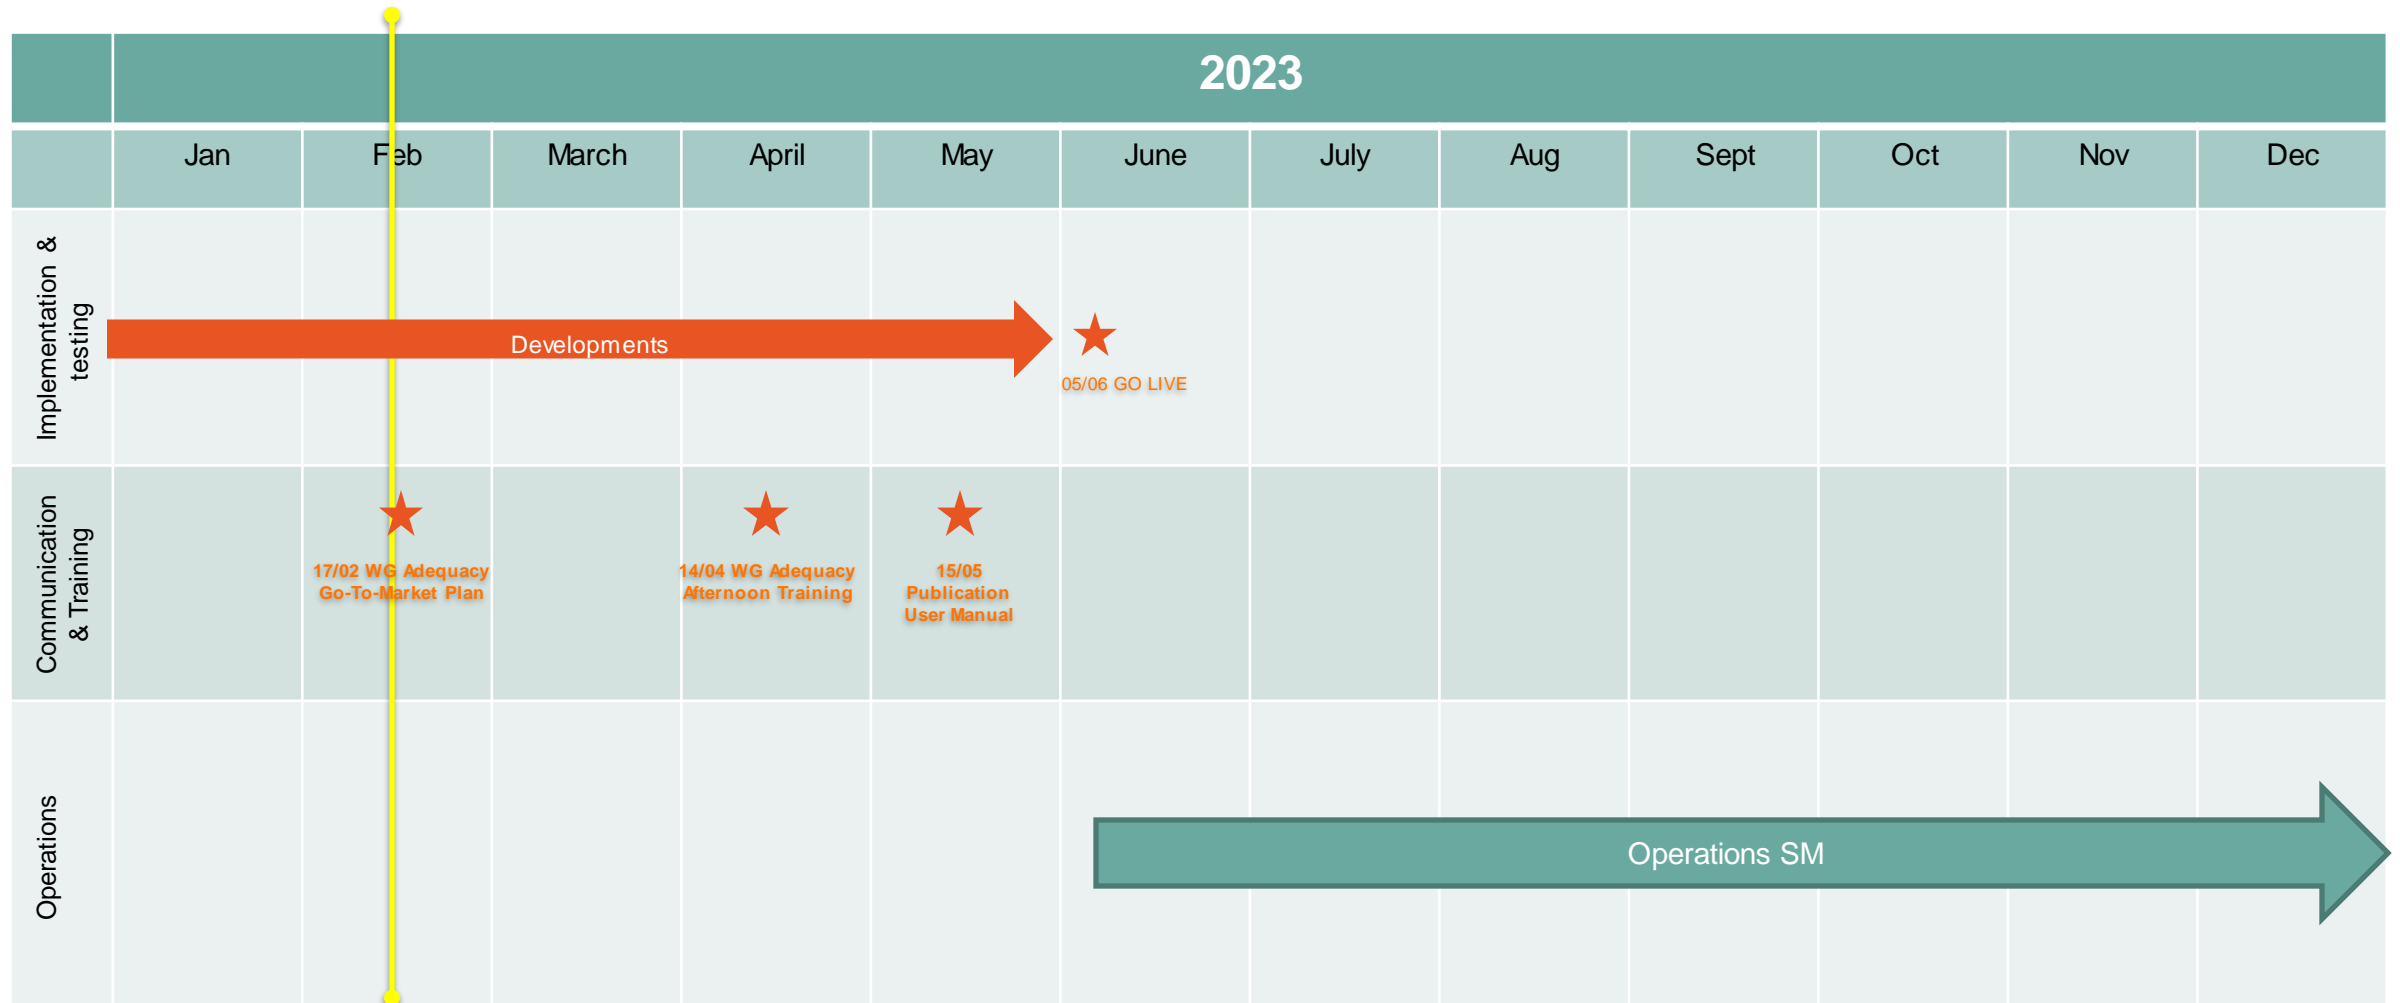 2023
Jan
Feb
March
April
May
June
July
Aug
Sept
Oct
Nov
Dec
Implementation &
testing
Developments
05/06 GO LIVE
Communication
& Training
17/02 WG Adequacy
Go-To-Market Plan
14/04 WG Adequacy
Afternoon Training
15/05
Publication
User Manual
Operations
Operations SM